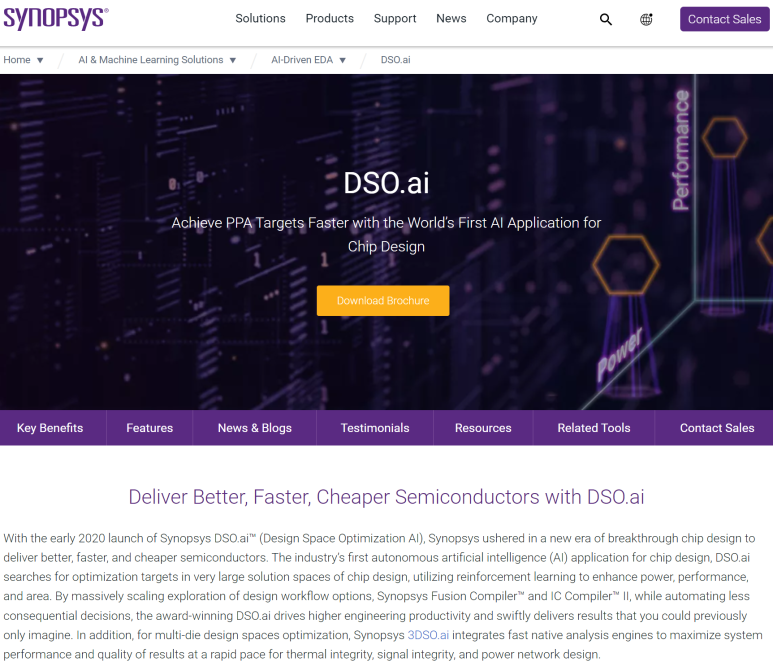 SYNOPSYS®
Solutions Products Support News Company Contact Sales
Home ▼ / AI & Machine Learning Solutions ▼ / AI-Driven EDA ▼ / DSO.ai
Performance
DSO.ai
Achieve PPA Targets Faster with the World's First AI Application for
Chip Design
Download Brochure
Power
Key Benefits Features News & Blogs Testimonials Resources Related Tools Contact Sales
Deliver Better, Faster, Cheaper Semiconductors with DSO.ai
With the early 2020 launch of Synopsys DSO.ai™ (Design Space Optimization AI), Synopsys ushered in a new era of breakthrough chip design to
deliver better, faster, and cheaper semiconductors. The industry's first autonomous artificial intelligence (AI) application for chip design, DSO.ai
searches for optimization targets in very large solution spaces of chip design, utilizing reinforcement learning to enhance power, performance,
and area. By massively scaling exploration of design workflow options, Synopsys Fusion Compiler™ and IC Compiler™ II, while automating less
consequential decisions, the award-winning DSO.ai drives higher engineering productivity and swiftly delivers results that you could previously
only imagine. In addition, for multi-die design spaces optimization, Synopsys 3DSO.ai integrates fast native analysis engines to maximize system
performance and quality of results at a rapid pace for thermal integrity, signal integrity, and power network design.